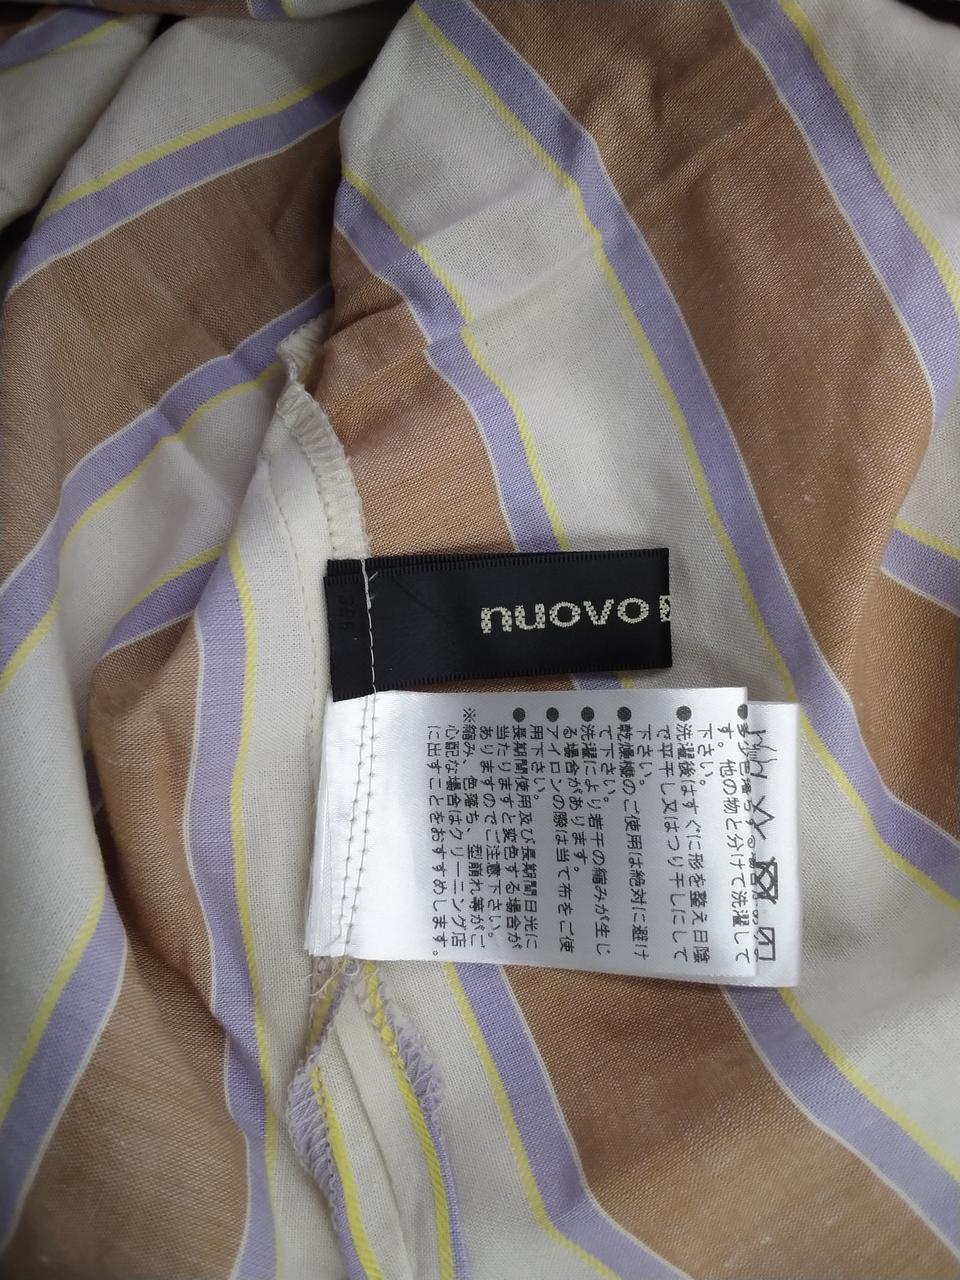 nuovo
下さい。
す。他の物と分けて洗濯して
●洗濯後はすぐに形を整え日陰
で平干し又はつり干しにして
下さい。
●乾燥機のご使用は絶対に避け
て下さい。
●洗濯により若干の縮みが生じ
る場合があります。
●アイロンの際は当て布をご使
用下さい。
●長期間使用及び長期間日光に
当たりますと変色する場合が
ありますのでご注意下さい。
※縮み、色落ち、型崩れ等がご
心配な場合はクリーニング店
に出すことをおすすめします。